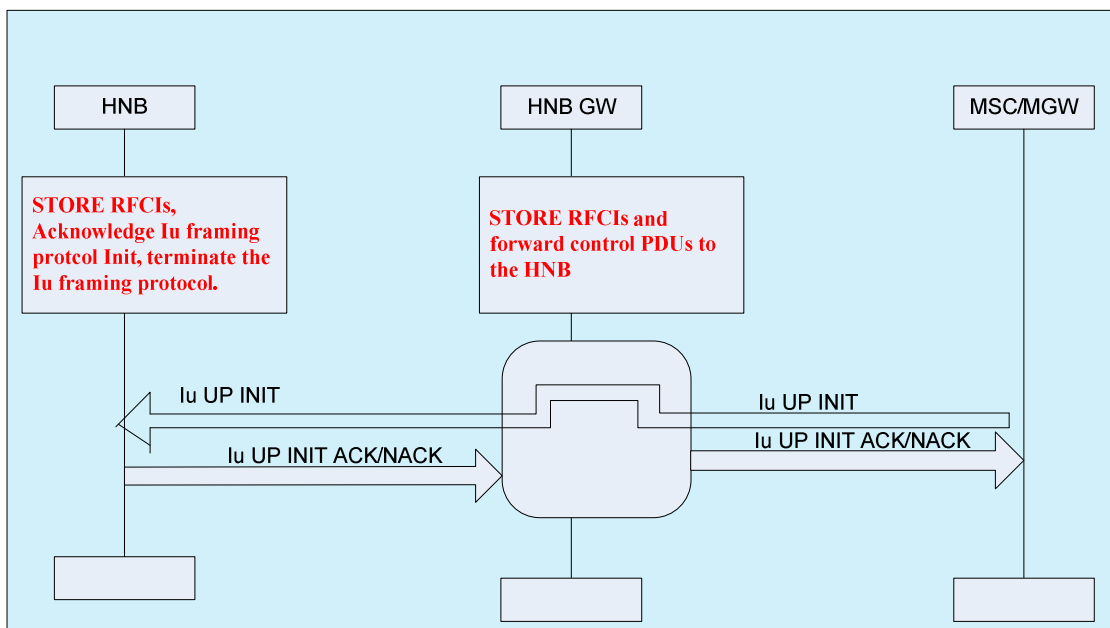 HNB
HNB GW
MSC/MGW
STORE RFCIs,
Acknowledge Iu framing
protcol Init, terminate the
Iu framing protocol.
STORE RFCIs and
forward control PDUs to
the HNB
Iu UP INIT
Iu UP INIT
Iu UP INIT ACK/NACK
Iu UP INIT ACK/NACK